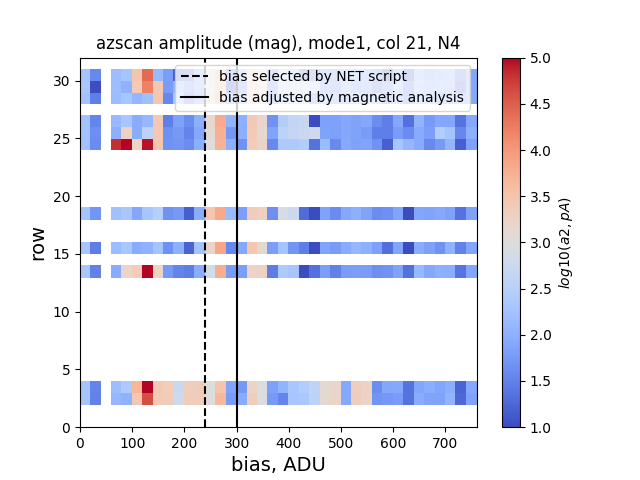 azscan amplitude (mag), mode1, col 21, N4
bias selected by NET script
bias adjusted by magnetic analysis
30
25
20
15
10
5
0
row
0 100 200 300 400 500 600 700
bias, ADU
5.0
4.5
4.0
3.5
3.0
2.5
2.0
1.5
1.0
log10(a2, pA)